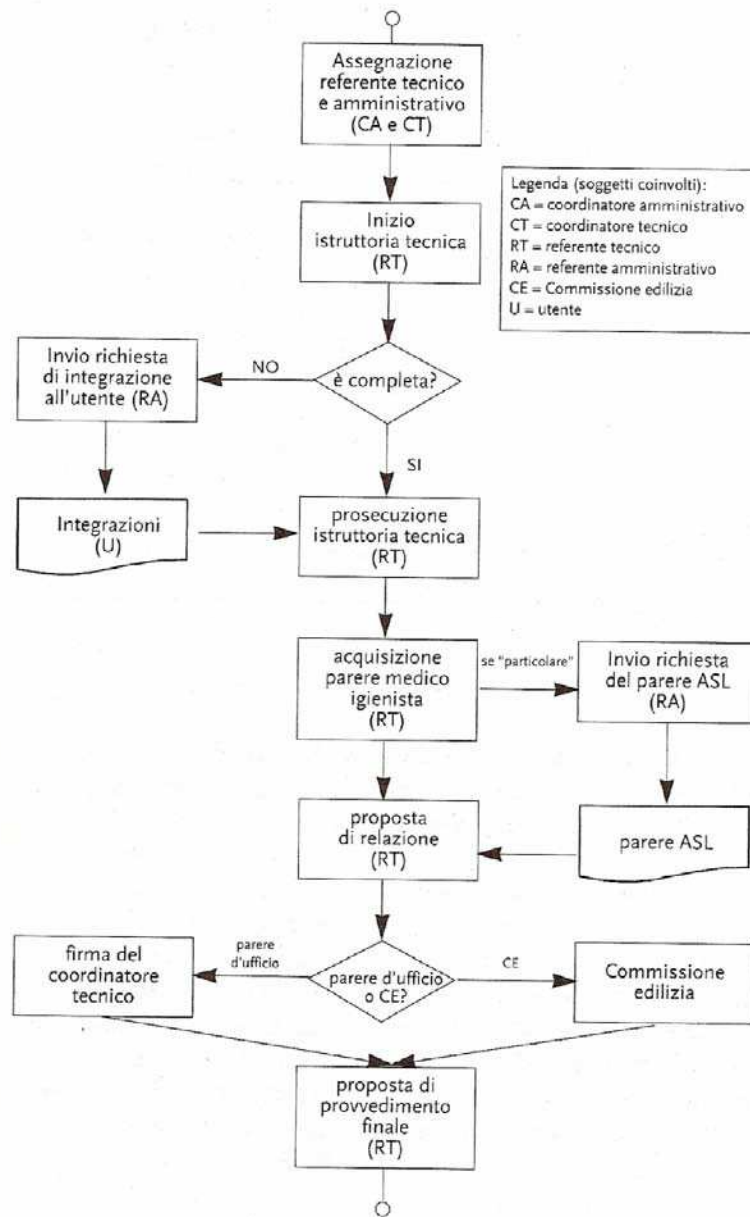 Assegnazione
referente tecnico
e amministrativo
(CA e CT)
Legenda (soggetti coinvolti):
CA = coordinatore amministrativo
CT = coordinatore tecnico
RT = referente tecnico
RA = referente amministrativo
CE = Commissione edilizia
U = utente
Inizio
istruttoria tecnica
(RT)
Invio richiesta
di integrazione
all'utente (RA)
NO
è completa?
SI
Integrazioni
(U)
prosecuzione
istruttoria tecnica
(RT)
acquisizione
parere medico
igienista
(RT)
se "particolare"
Invio richiesta
del parere ASL
(RA)
proposta
di relazione
(RT)
parere ASL
firma del
coordinatore
tecnico
parere
d'ufficio
parere d'ufficio
o CE?
CE
Commissione
edilizia
proposta di
provvedimento
finale
(RT)